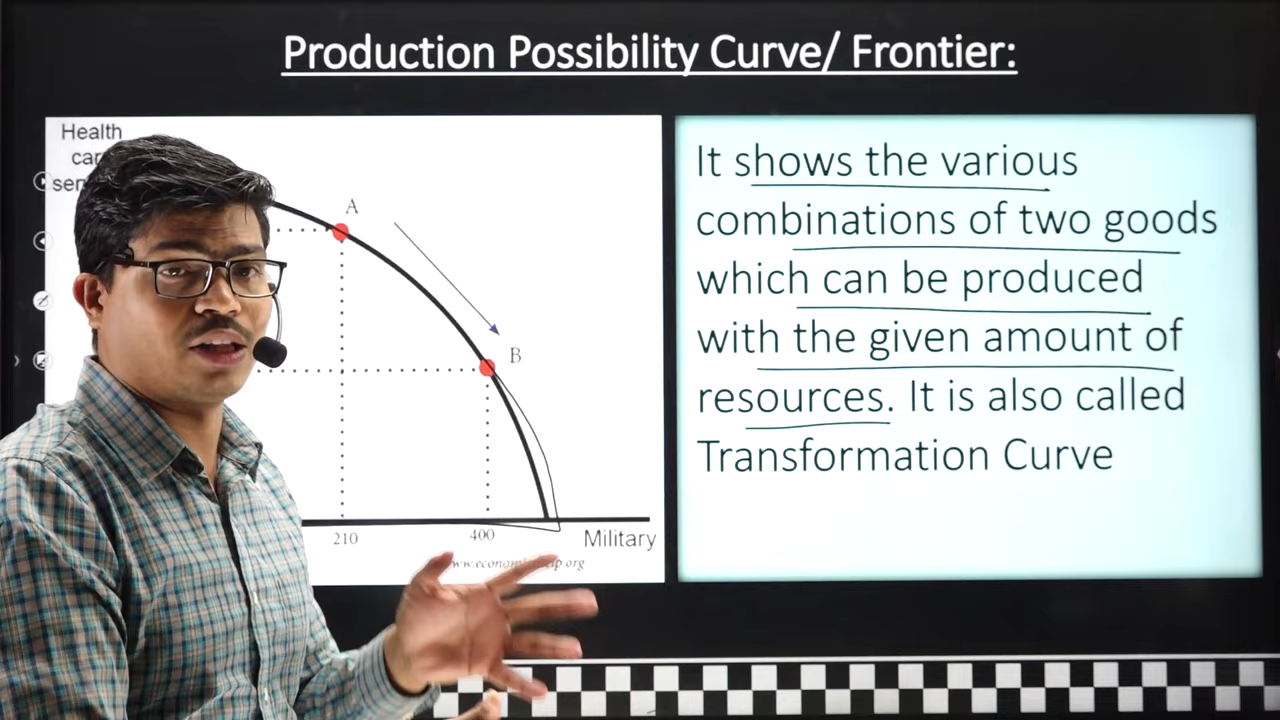 Production Possibility Curve/ Frontier:
Health
A
B
210
400
Military
It shows the various
combinations of two goods
which can be produced
with the given amount of
resources. It is also called
Transformation Curve